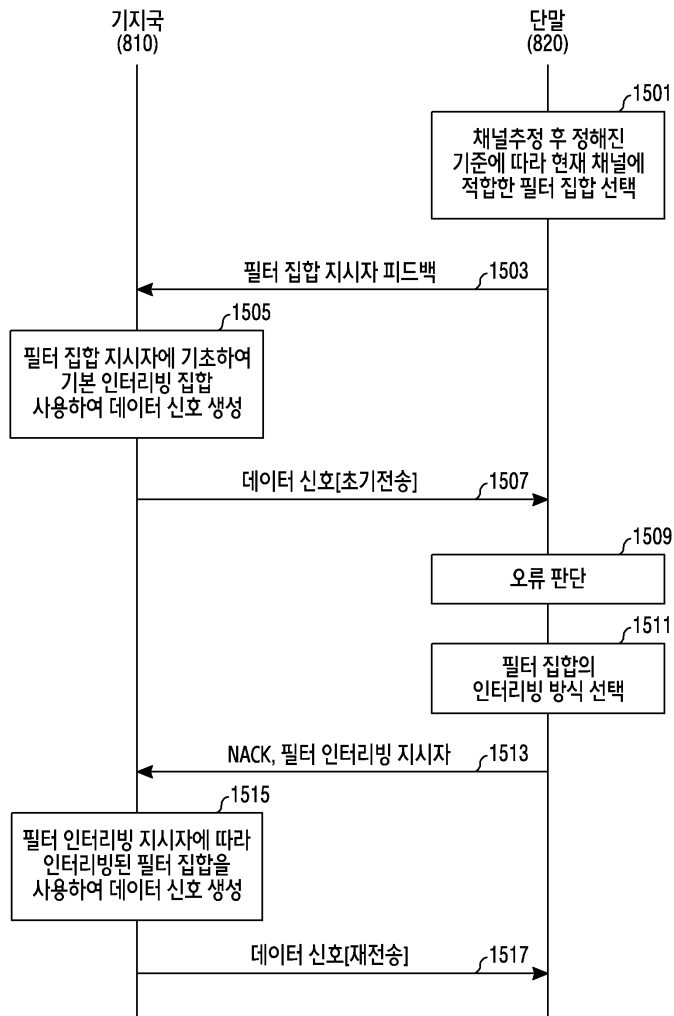 기지국
(810)
단말
(820)
1501
채널추정 후 정해진
기준에 따라 현재 채널에
적합한 필터 집합 선택
필터 집합 지시자 피드백
1503
1505
필터 집합 지시자에 기초하여
기본 인터리빙 집합
사용하여 데이터 신호 생성
데이터 신호[초기전송]
1507
1509
오류 판단
1511
필터 집합의
인터리빙 방식 선택
NACK, 필터 인터리빙 지시자
1513
1515
필터 인터리빙 지시자에 따라
인터리빙된 필터 집합을
사용하여 데이터 신호 생성
데이터 신호[재전송]
1517